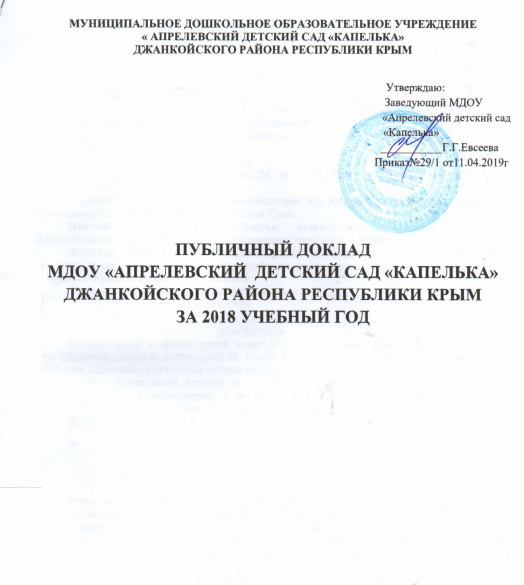 МУНИЦИПАЛЬНОЕ ДОШКОЛЬНОЕ ОБРАЗОВАТЕЛЬНОЕ УЧРЕЖДЕНИЕ
« АПРЕЛЕВСКИЙ ДЕТСКИЙ САД «КАПЕЛЬКА»
ДЖАНКОЙСКОГО РАЙОНА РЕСПУБЛИКИ КРЫМ
Утверждаю:
Заведующий МДОУ
«Апрелевский детский сад
«Капелька»
____________Г.Г.Евсеева
Приказ№29/1 от11.04.2019г
ПУБЛИЧНЫЙ ДОКЛАД
МДОУ «АПРЕЛЕВСКИЙ ДЕТСКИЙ САД «КАПЕЛЬКА»
ДЖАНКОЙСКОГО РАЙОНА РЕСПУБЛИКИ КРЫМ
ЗА 2018 УЧЕБНЫЙ ГОД